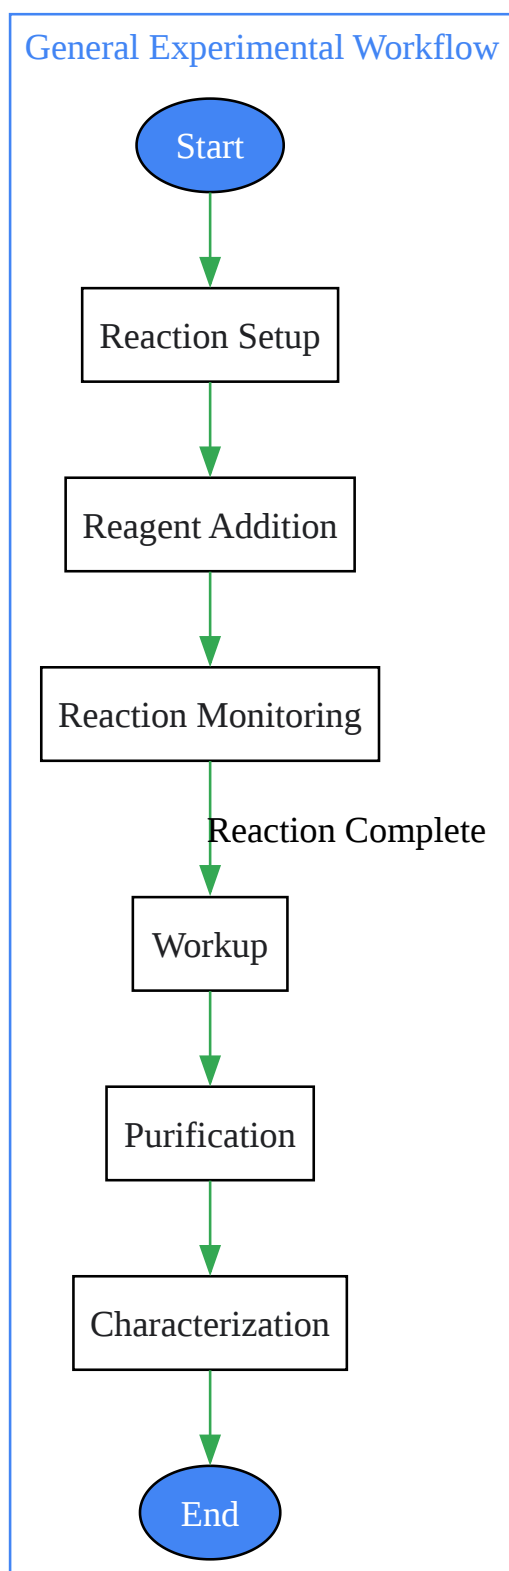 General Experimental Workflow
Start
Reaction Setup
Reagent Addition
Reaction Monitoring
Reaction Complete
Workup
Purification
Characterization
End